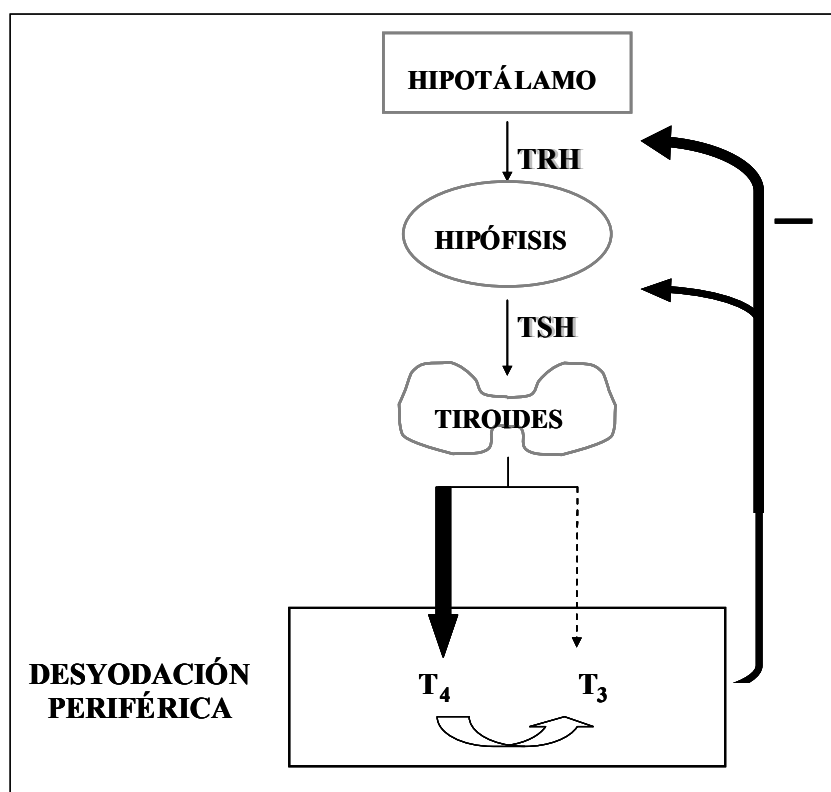 HIPOTÁLAMO
TRH
HIPÓFISIS
TSH
TIROIDES
DESYODACIÓN
PERIFÉRICA
T4
T3